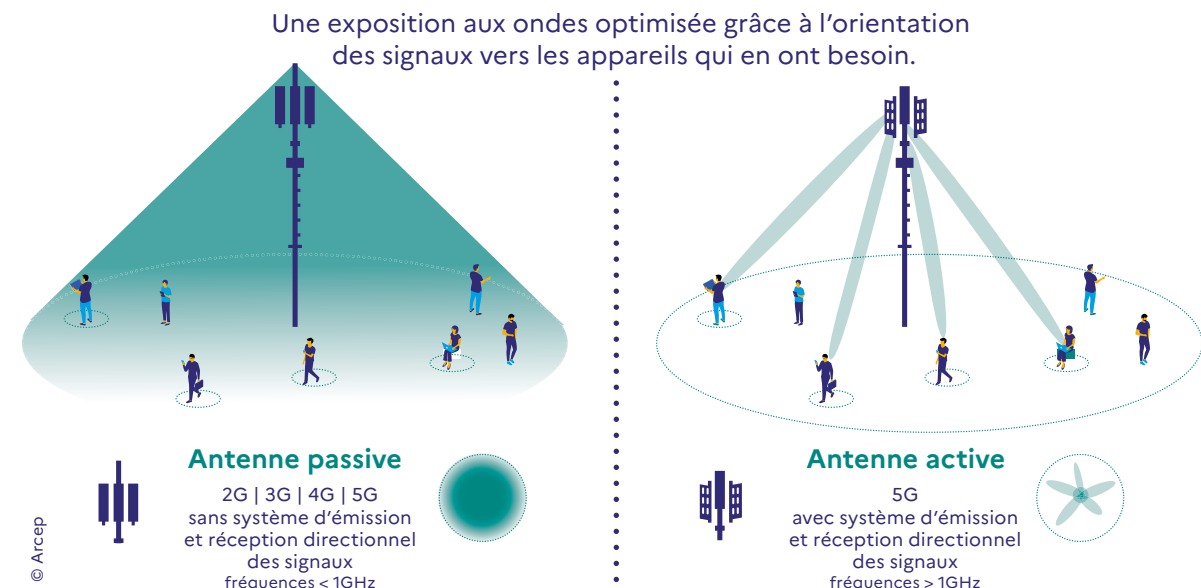 Une exposition aux ondes optimisée grâce à l’orientation
des signaux vers les appareils qui en ont besoin.
Antenne passive
2G | 3G | 4G | 5G
sans système d’émission
et réception directionnel
des signaux
fréquences < 1GHz
Antenne active
5G
avec système d’émission
et réception directionnel
des signaux
fréquences > 1GHz
© Arcep